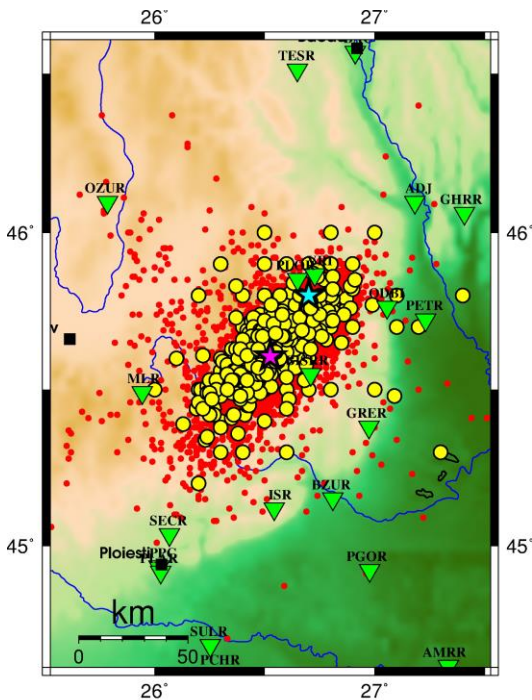 26° 27°
TESR
OZUR
ADJ
GHRR
46° 46°
PETR
MLR
GRER
BZUR
ISR
SECR
Ploiesti
45° 45°
PGOR
km
SULR
0 50
PCHR
AMRR
26° 27°